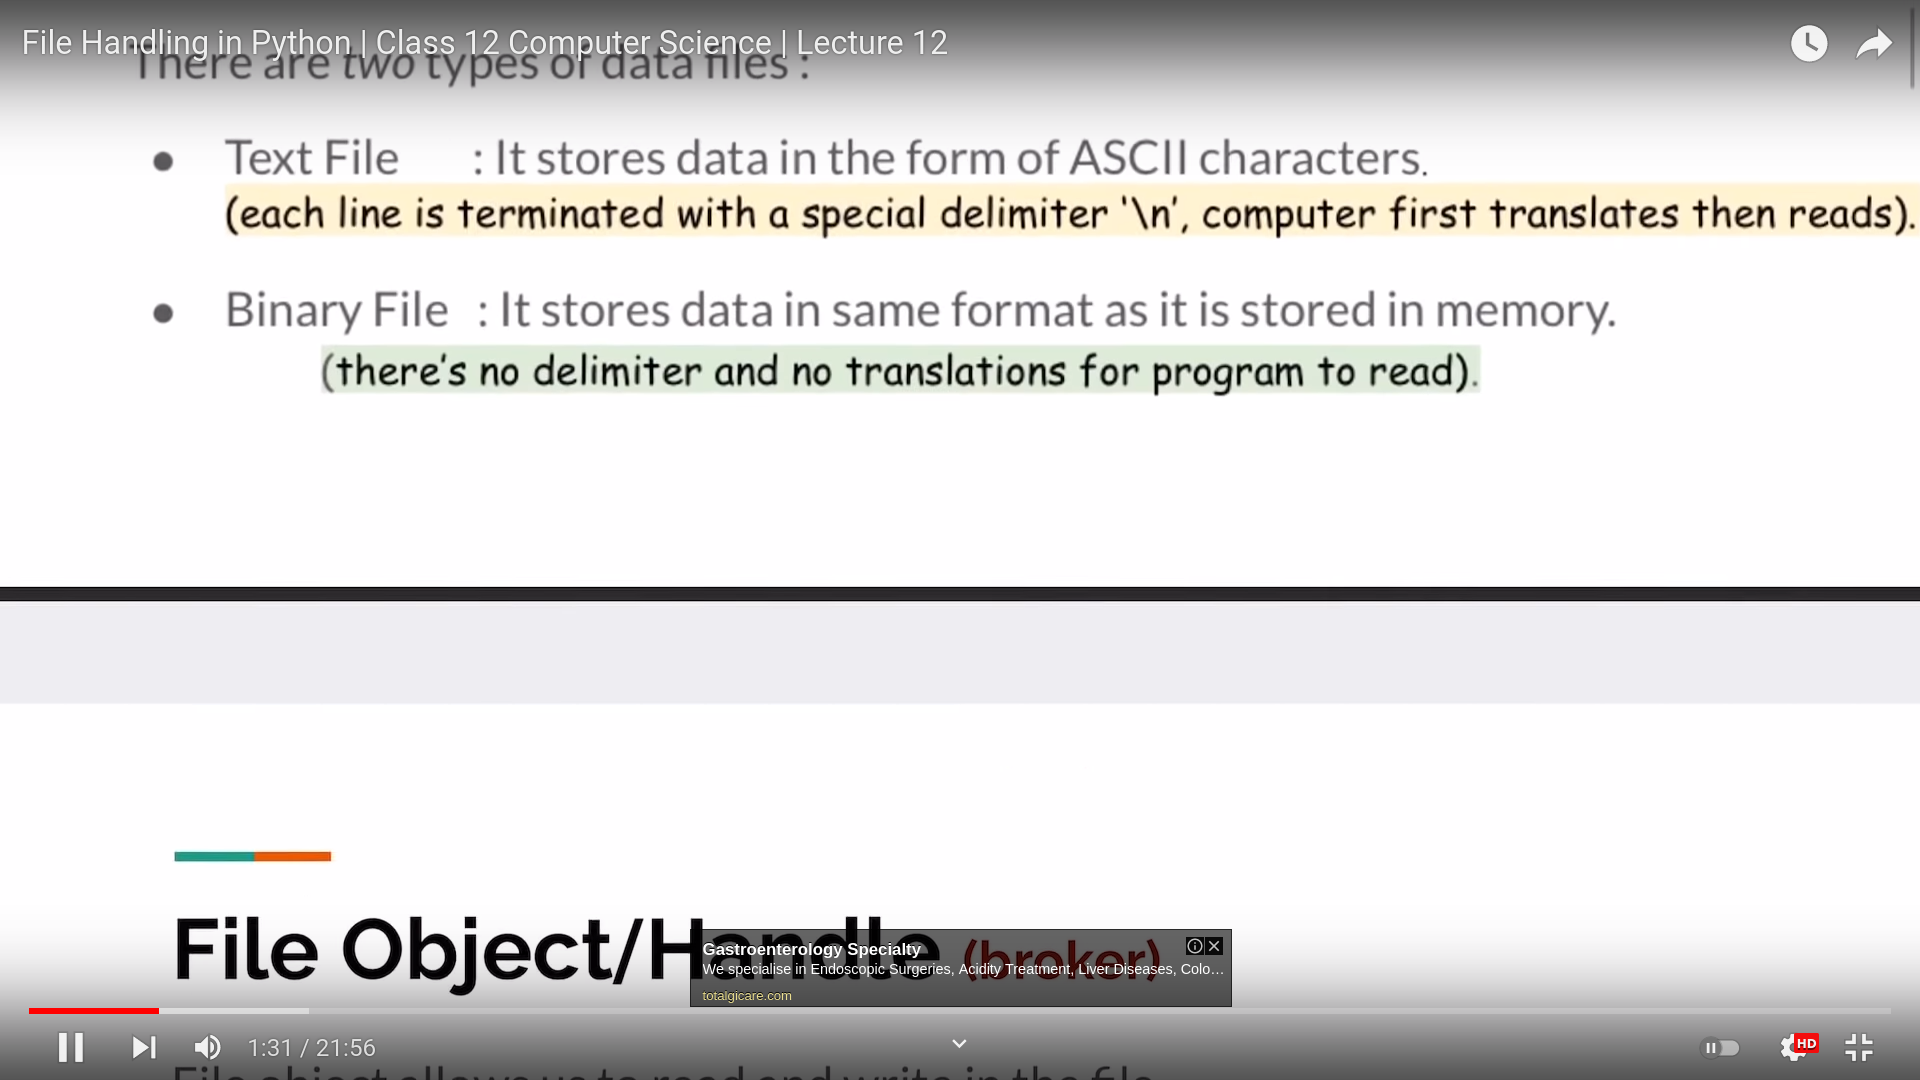 File Handling in Python | Class 12 Computer Science | Lecture 12
There are two types of data files :
● Text File : It stores data in the form of ASCII characters.
(each line is terminated with a special delimiter '\n', computer first translates then reads).
● Binary File : It stores data in same format as it is stored in memory.
(there's no delimiter and no translations for program to read).
File Object/Handle (broker)
Gastroenterology Specialty
We specialise in Endoscopic Surgeries, Acidity Treatment, Liver Diseases, Colo...
totalgicare.com
1:31 / 21:56
HD
File object allows us to read and write in the file